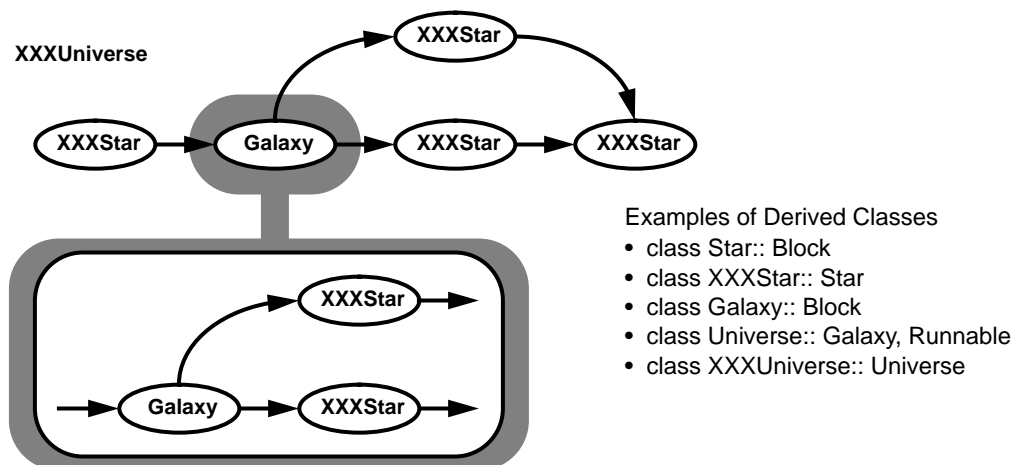 XXXStar
XXXUniverse
XXXStar
Galaxy
XXXStar
XXXStar
Examples of Derived Classes
• class Star:: Block
• class XXXStar:: Star
• class Galaxy:: Block
• class Universe:: Galaxy, Runnable
• class XXXUniverse:: Universe
XXXStar
Galaxy
XXXStar